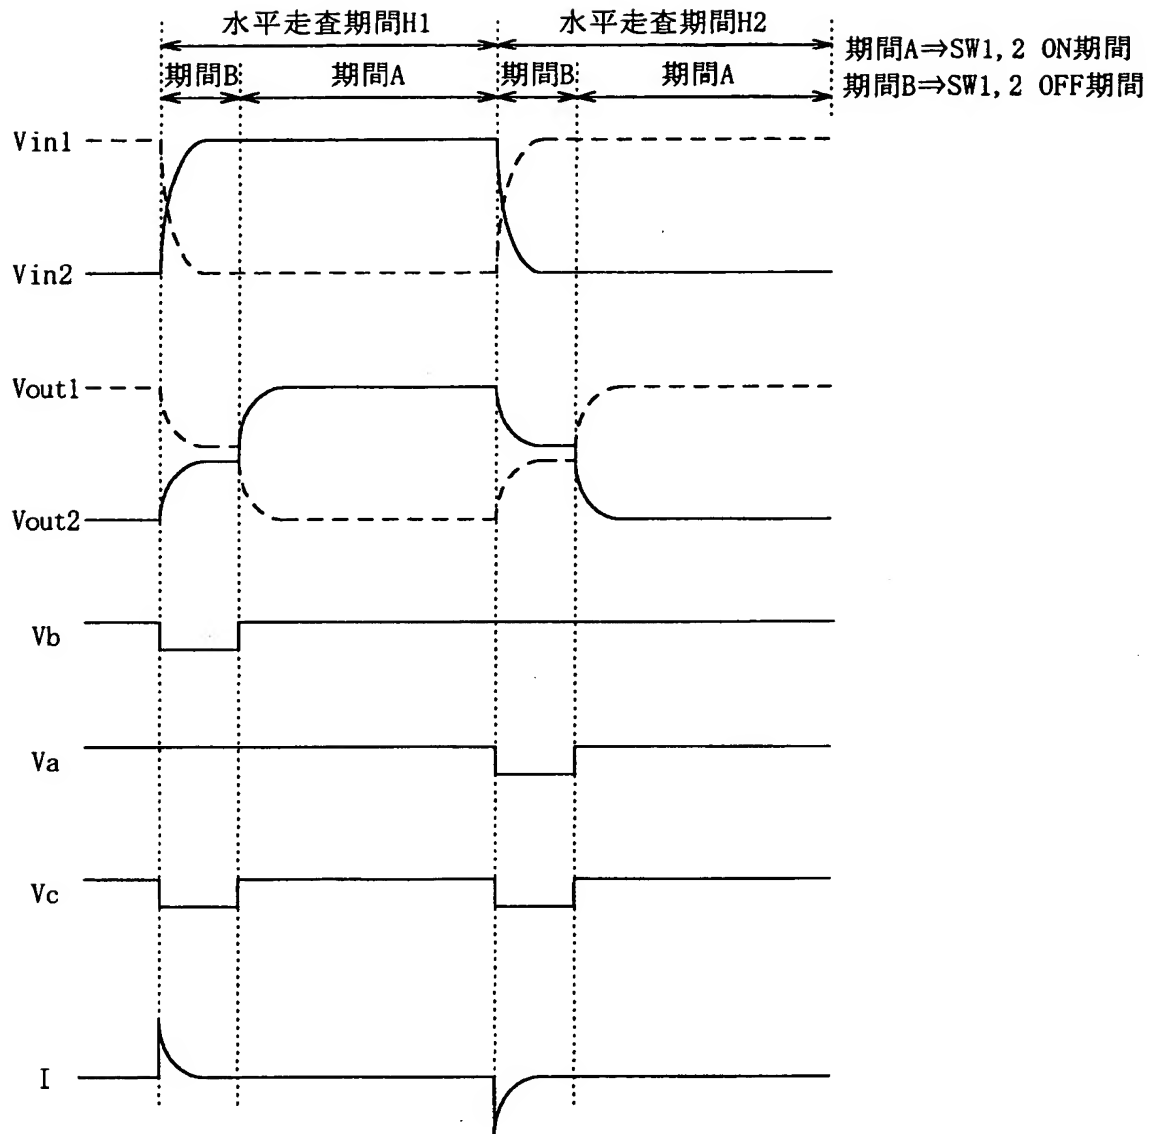 水平走査期間H1
水平走査期間H2
期間A⇒SW1,2 ON期間
期間B⇒SW1,2 OFF期間
期間B
期間A
期間B
期間A
Vin1
Vin2
Vout1
Vout2
Vb
Va
Vc
I